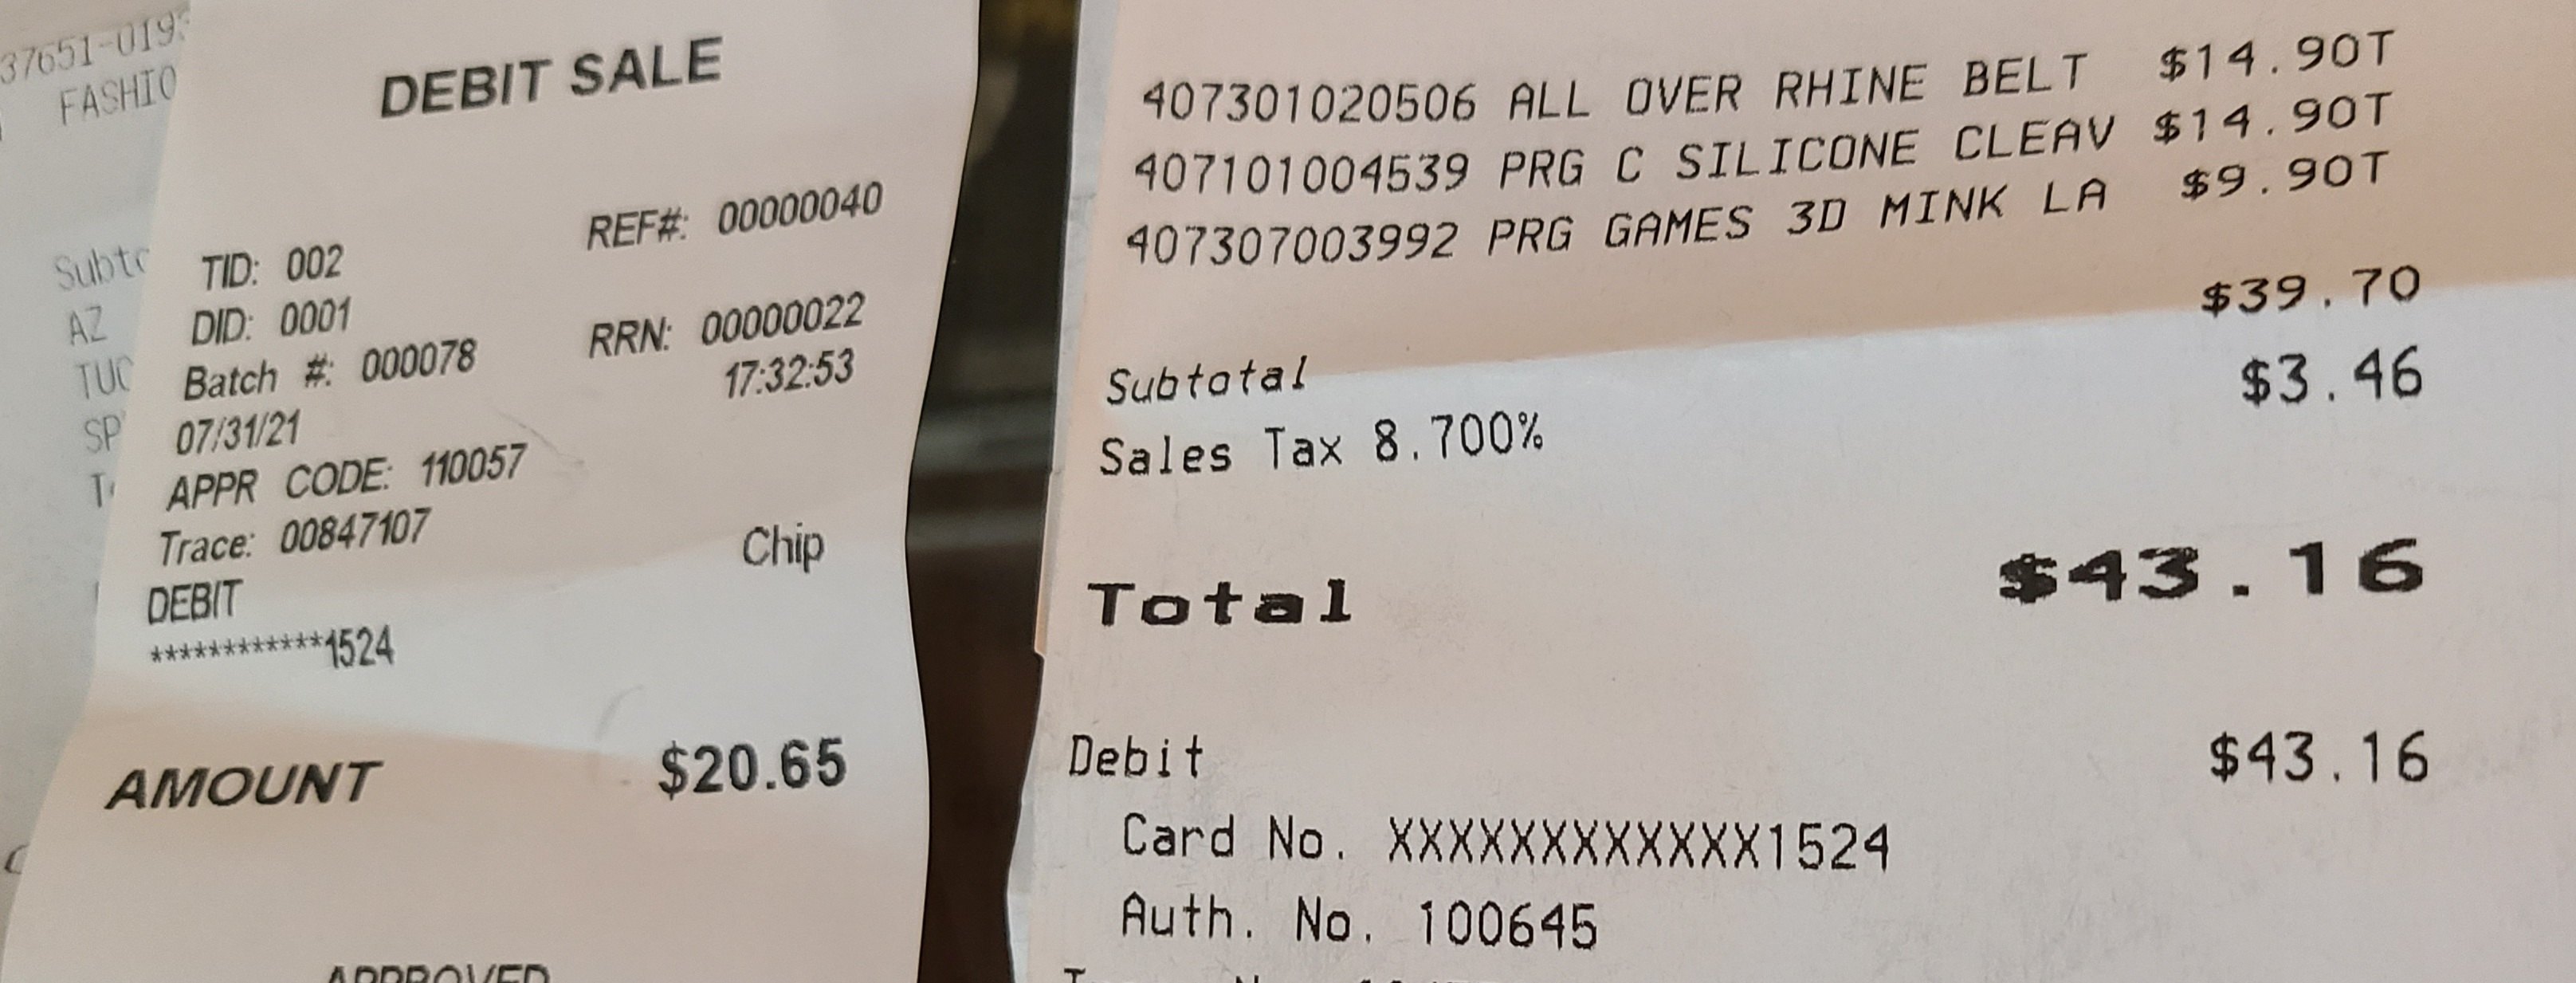 37651-019
FASHIO
Subto
AZ
TUC
SP
T
DEBIT SALE
REF#: 00000040
TID: 002
DID: 0001
RRN: 00000022
Batch #: 000078
17:32:53
07/31/21
APPR CODE: 110057
Trace: 00847107
Chip
DEBIT
************1524
AMOUNT $20.65
APPROVED
407301020506 ALL OVER RHINE BELT $14.90T
407101004539 PRG C SILICONE CLEAV $14.90T
407307003992 PRG GAMES 3D MINK LA $9.90T
Subtotal $39.70
Sales Tax 8.700% $3.46
Total $43.16
Debit $43.16
Card No. XXXXXXXXXXXX1524
Auth. No. 100645